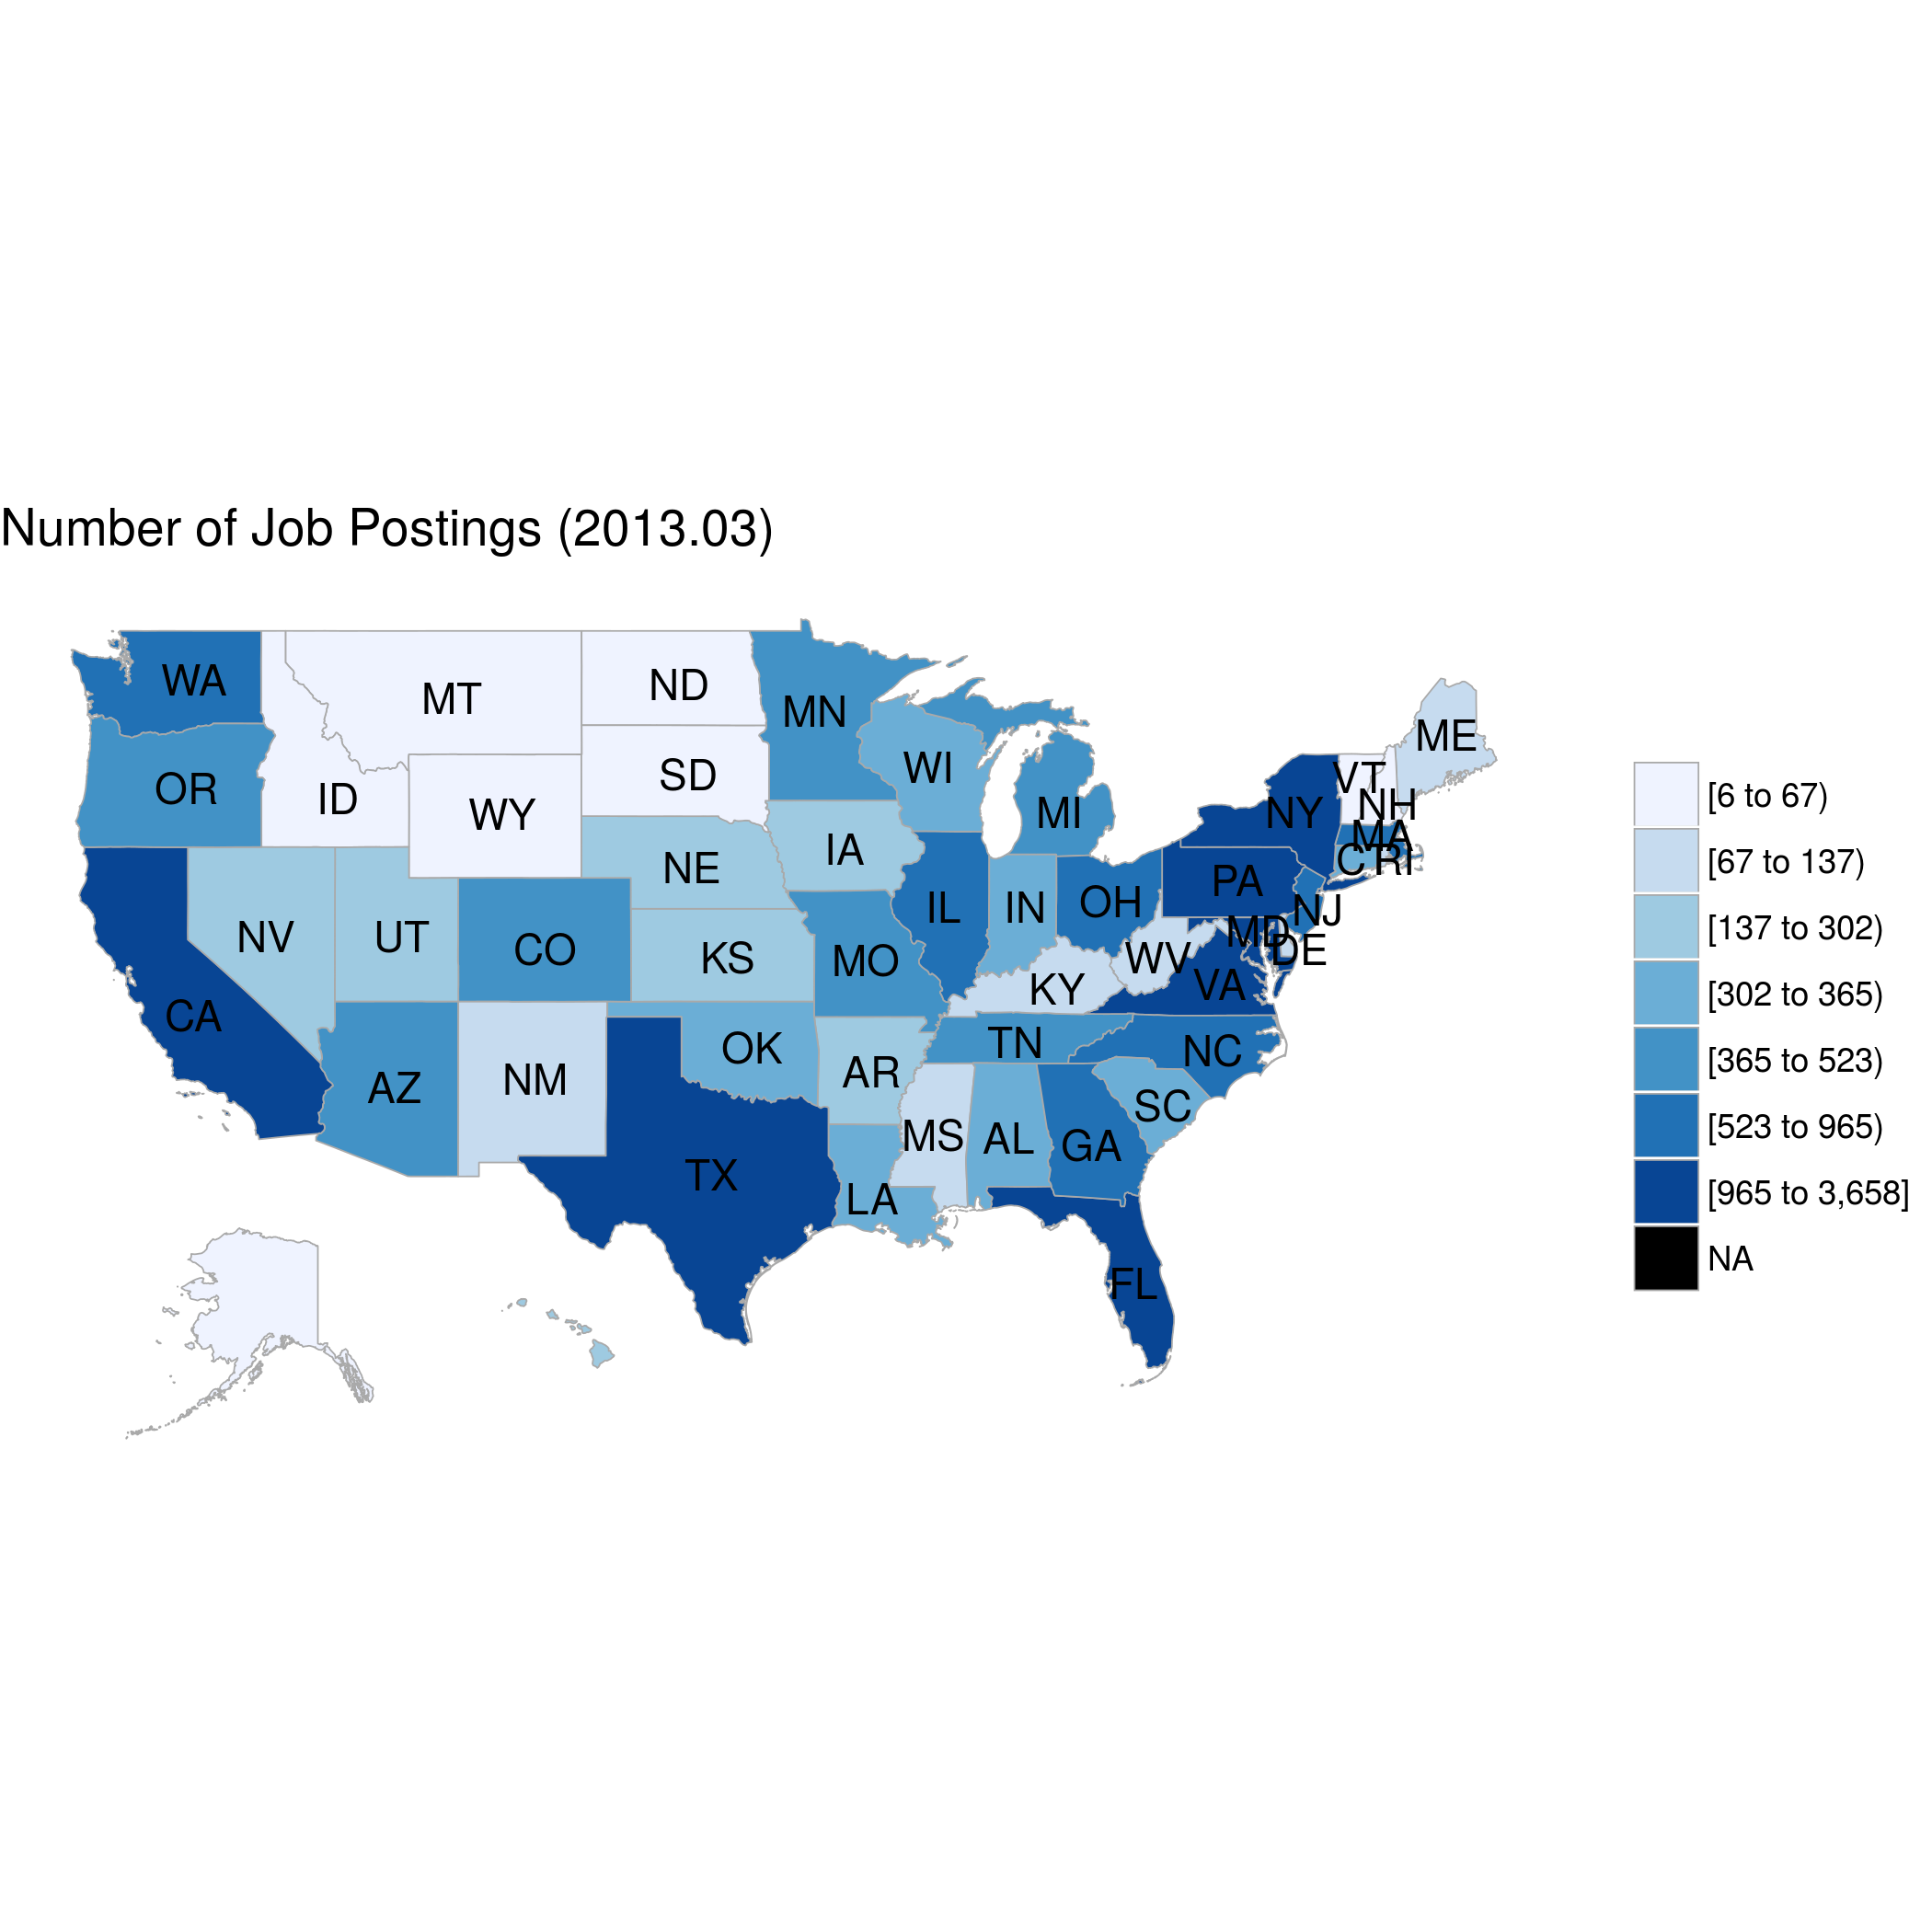 Number of Job Postings (2013.03)
WA
MT
ND
MN
ME
OR
ID
WY
SD
WI
MI
VT
NH
NY
MA
CT
RI
IA
NE
PA
NV
UT
CO
KS
MO
IL
IN
OH
NJ
MD
DE
WV
VA
KY
CA
AZ
NM
OK
AR
TN
NC
SC
MS
AL
GA
TX
LA
FL
[6 to 67)
[67 to 137)
[137 to 302)
[302 to 365)
[365 to 523)
[523 to 965)
[965 to 3,658]
NA